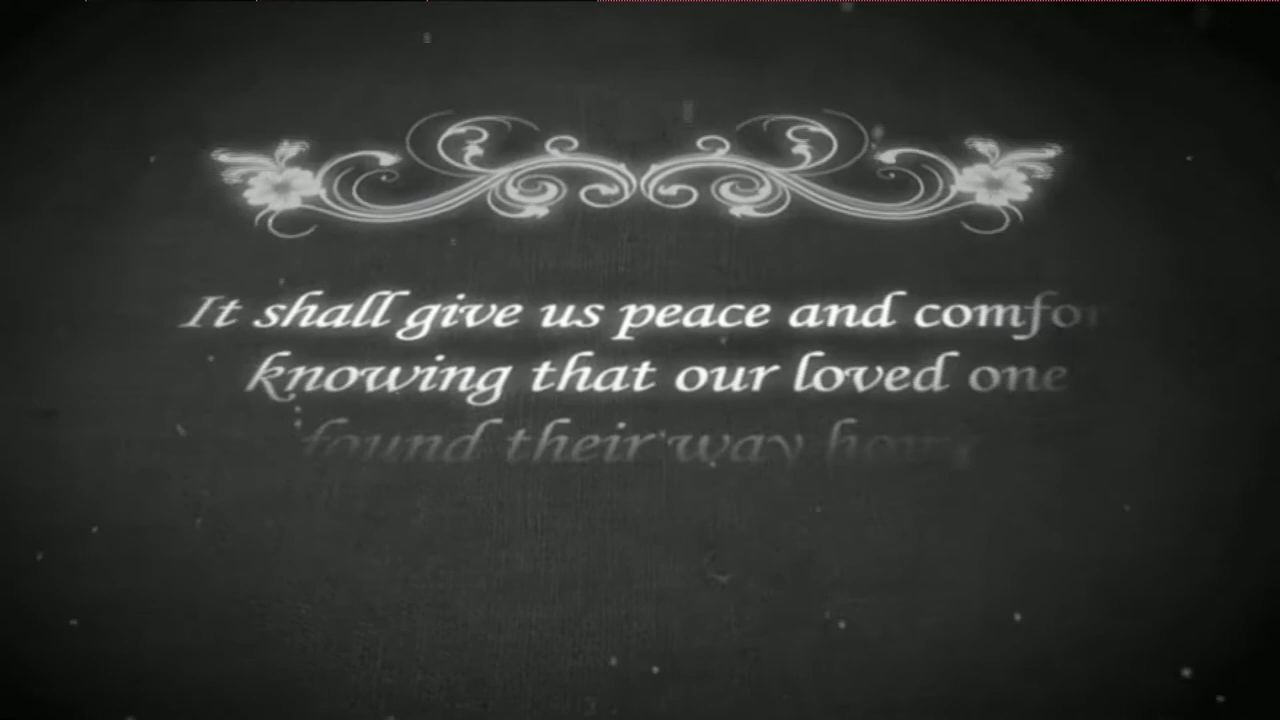 It shall give us peace and comfor
knowing that our loved one
found their way home